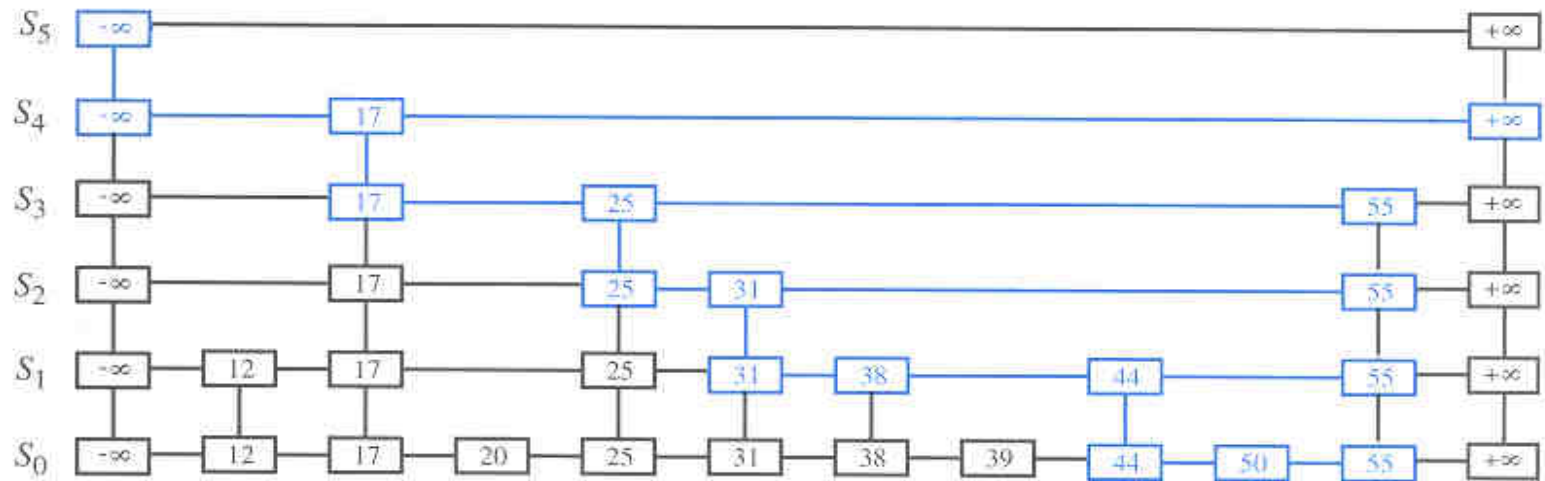 S5 -∞ +∞
S4 -∞ 17 +∞
S3 -∞ 17 25 55 +∞
S2 -∞ 17 25 31 55 +∞
S1 -∞ 12 17 25 31 38 44 55 +∞
S0 -∞ 12 17 20 25 31 38 39 44 50 55 +∞